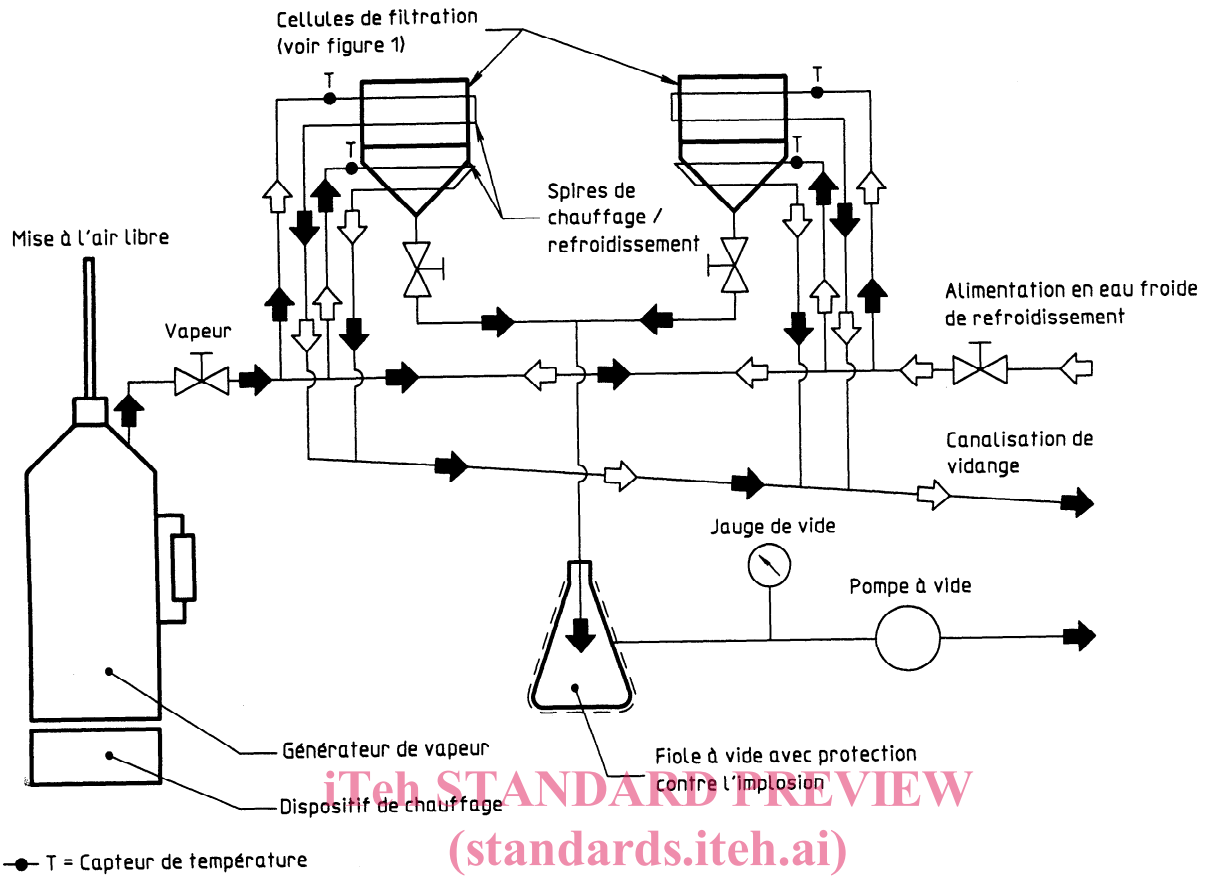 Cellules de filtration
(voir figure 1)
T
T
T
T
Spires de
chauffage /
refroidissement
Mise à l'air libre
Vapeur
Alimentation en eau froide
de refroidissement
Canalisation de
vidange
Jauge de vide
Pompe à vide
Générateur de vapeur
Fiole à vide avec protection
contre l'implosion
Dispositif de chauffage
iTeh STANDARD PREVIEW
(standards.iteh.ai)
T = Capteur de température